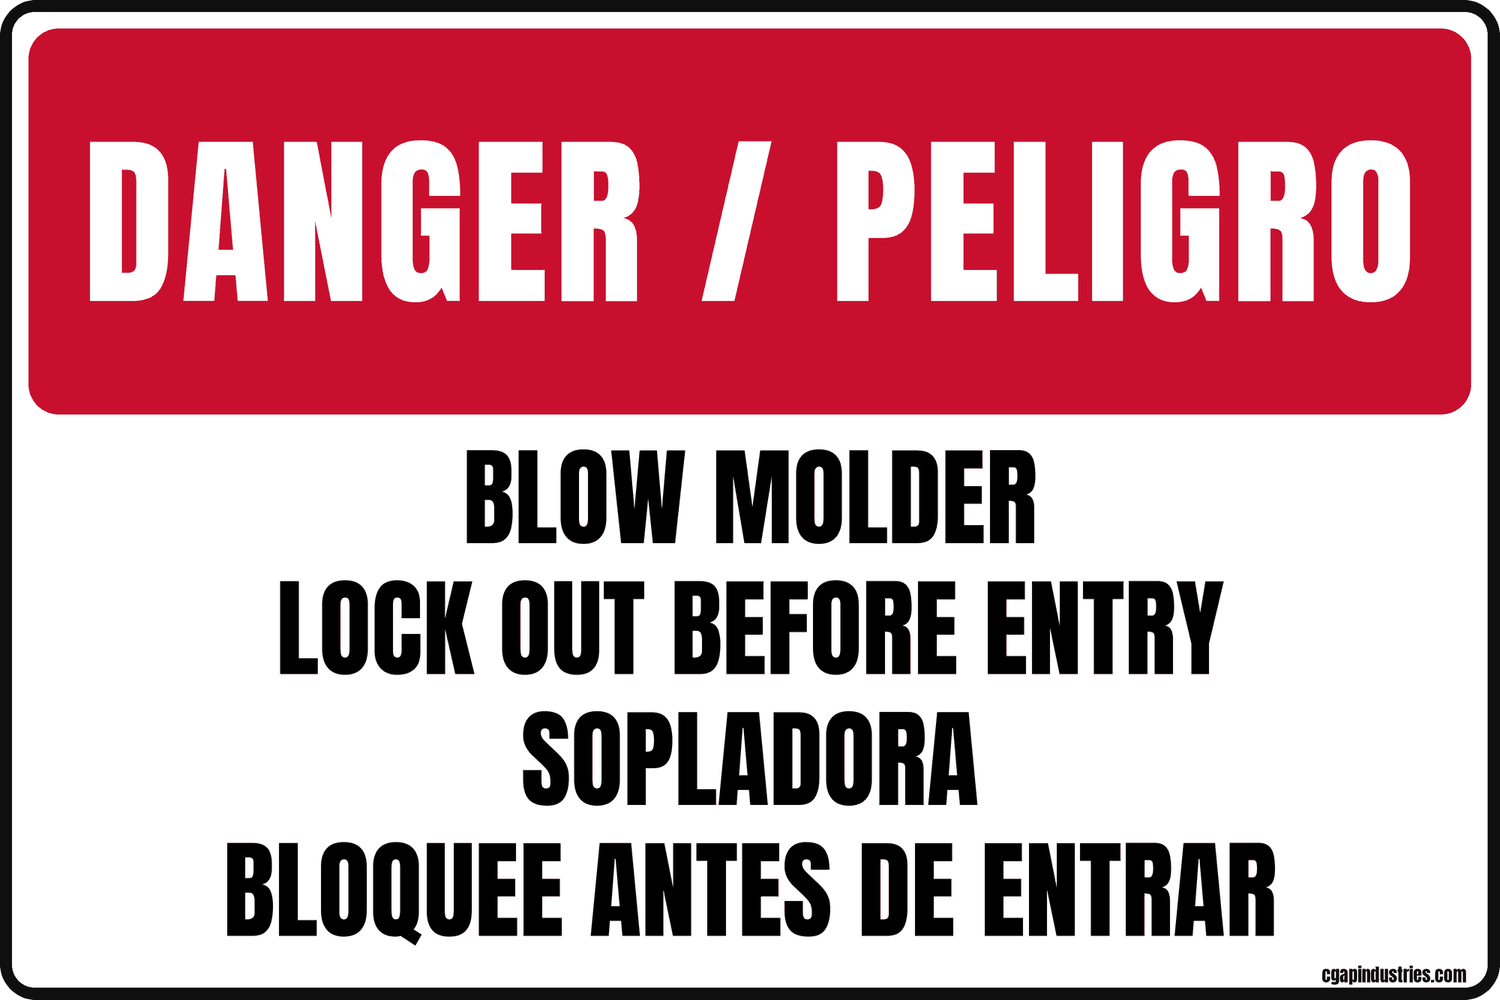 DANGER / PELIGRO
BLOW MOLDER
LOCK OUT BEFORE ENTRY
SOPLADORA
BLOQUEE ANTES DE ENTRAR
cgapindustries.com